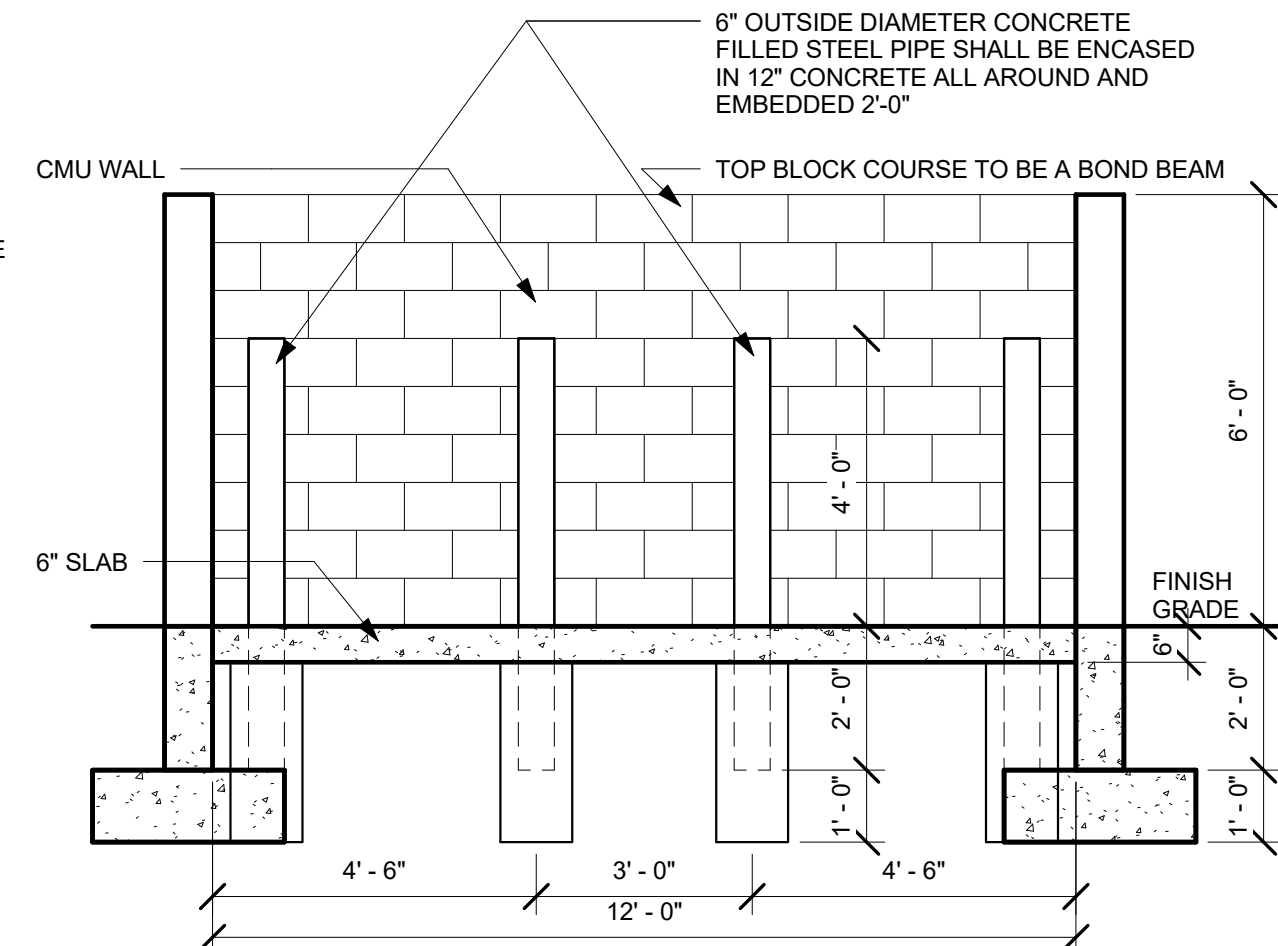 6" OUTSIDE DIAMETER CONCRETE
FILLED STEEL PIPE SHALL BE ENCASED
IN 12" CONCRETE ALL AROUND AND
EMBEDDED 2'-0"
CMU WALL
TOP BLOCK COURSE TO BE A BOND BEAM
E
6' - 0"
4' - 0"
6" SLAB
FINISH
GRADE
6"
2' - 0"
2' - 0"
1' - 0"
1' - 0"
4' - 6"
3' - 0"
4' - 6"
12' - 0"